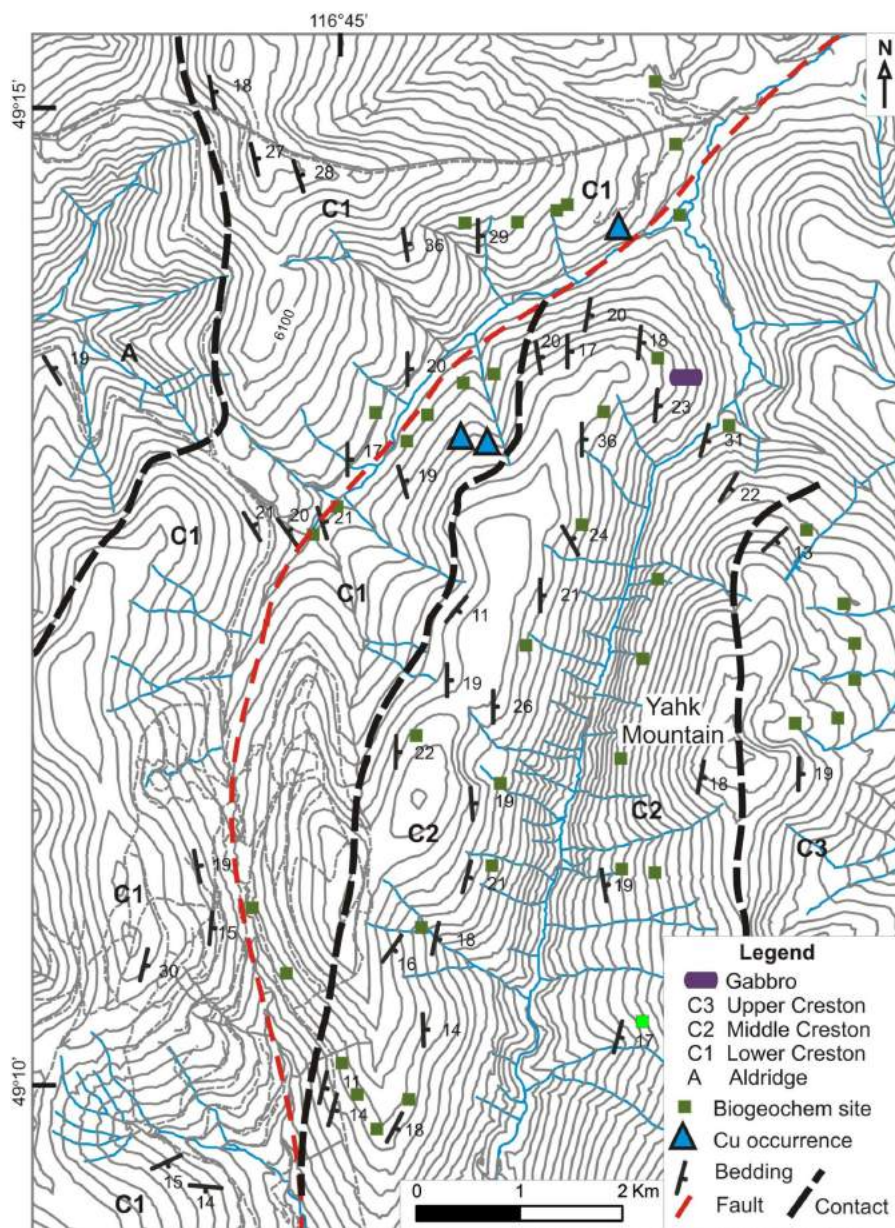 116°45'
N
49°15'
18
27
28
C1
C1
36
29
6100
20
20
18
20
17
19
A
23
17
36
31
19
22
21
20
21
C1
24
13
C1
21
11
19
26
Yahk
Mountain
22
18
19
19
C2
C2
C3
19
21
19
C1
15
18
16
30
14
17
49°10'
11
14
18
15
14
C1
0 1 2 Km
Legend
Gabbro
C3 Upper Creston
C2 Middle Creston
C1 Lower Creston
A Aldridge
Biogeochem site
Cu occurrence
Bedding
Fault
Contact